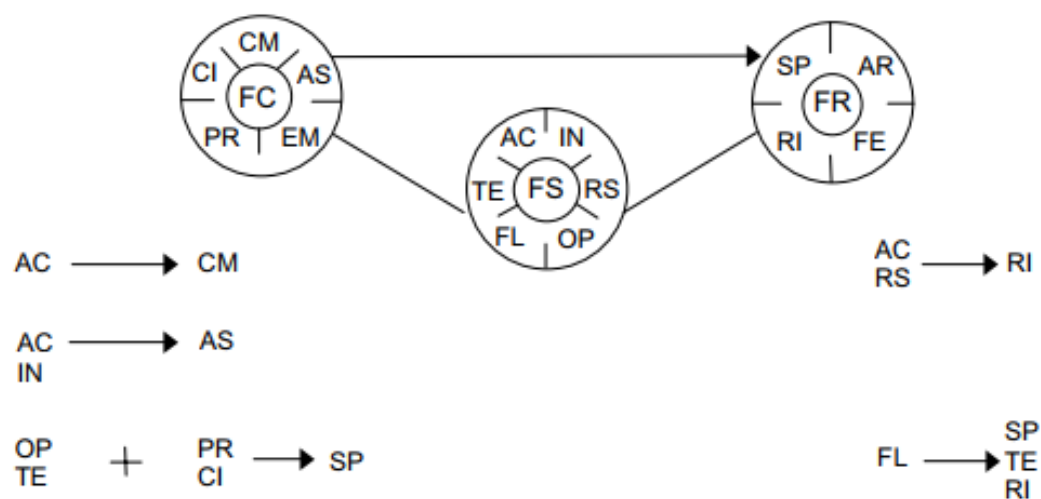 CM
CI
AS
FC
PR
EM
SP
AR
FR
RI
FE
AC
IN
TE
FS
RS
FL
OP
AC
CM
AC
RS
RI
AC
IN
AS
OP
TE
+
PR
CI
SP
FL
SP
TE
RI